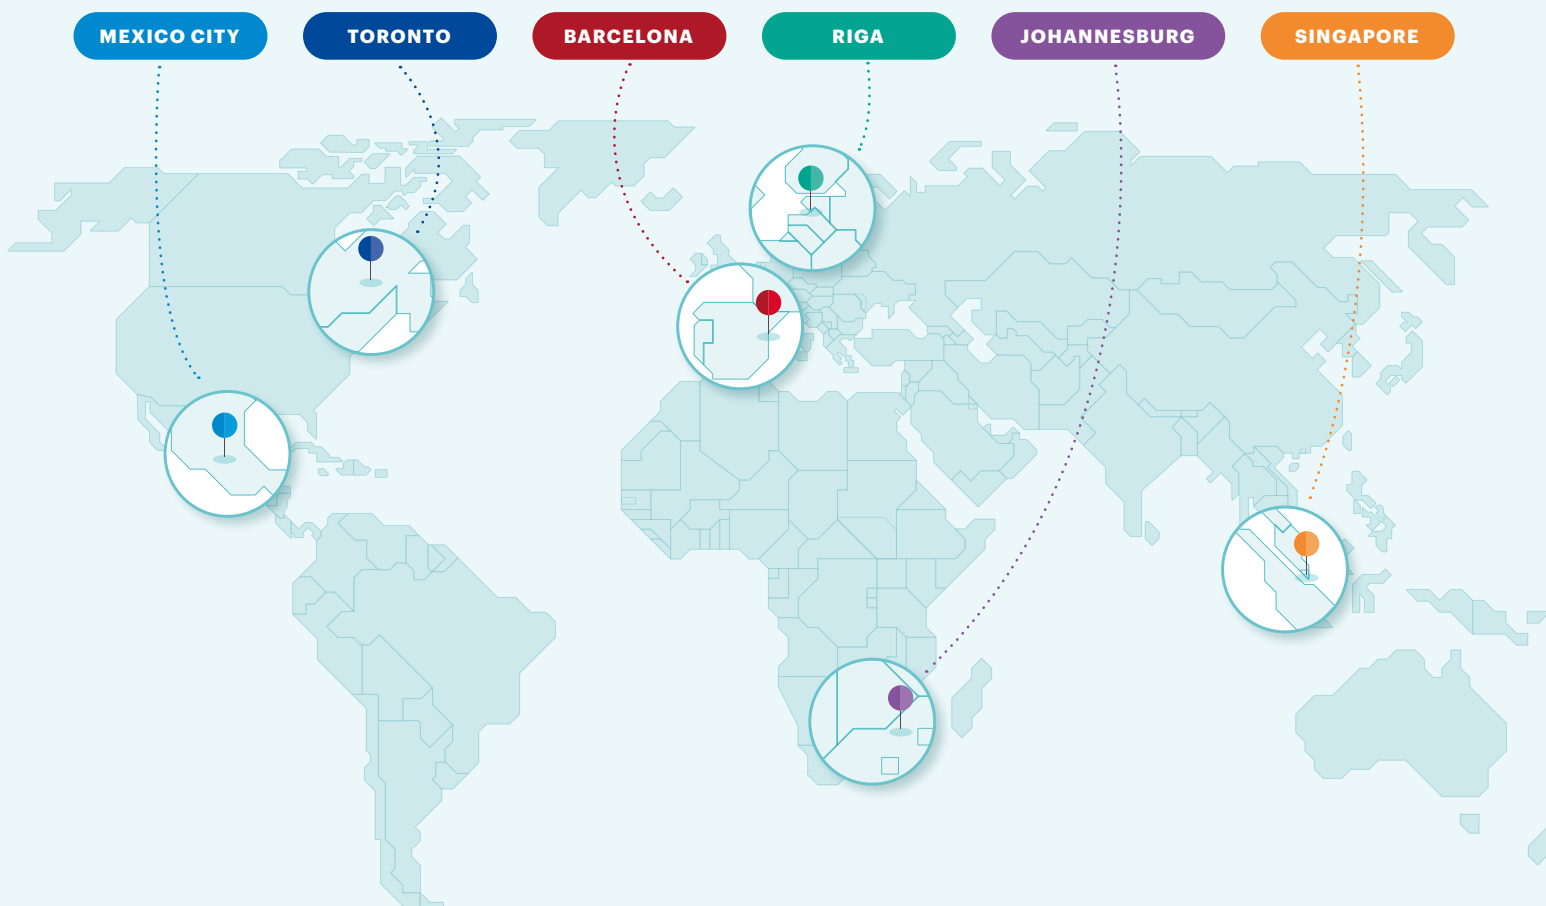 MEXICO CITY
TORONTO
BARCELONA
RIGA
JOHANNESBURG
SINGAPORE